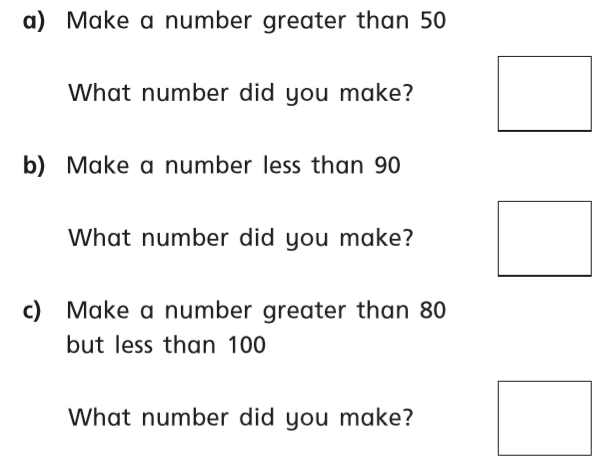 a) Make a number greater than 50
What number did you make?
b) Make a number less than 90
What number did you make?
c) Make a number greater than 80
but less than 100
What number did you make?